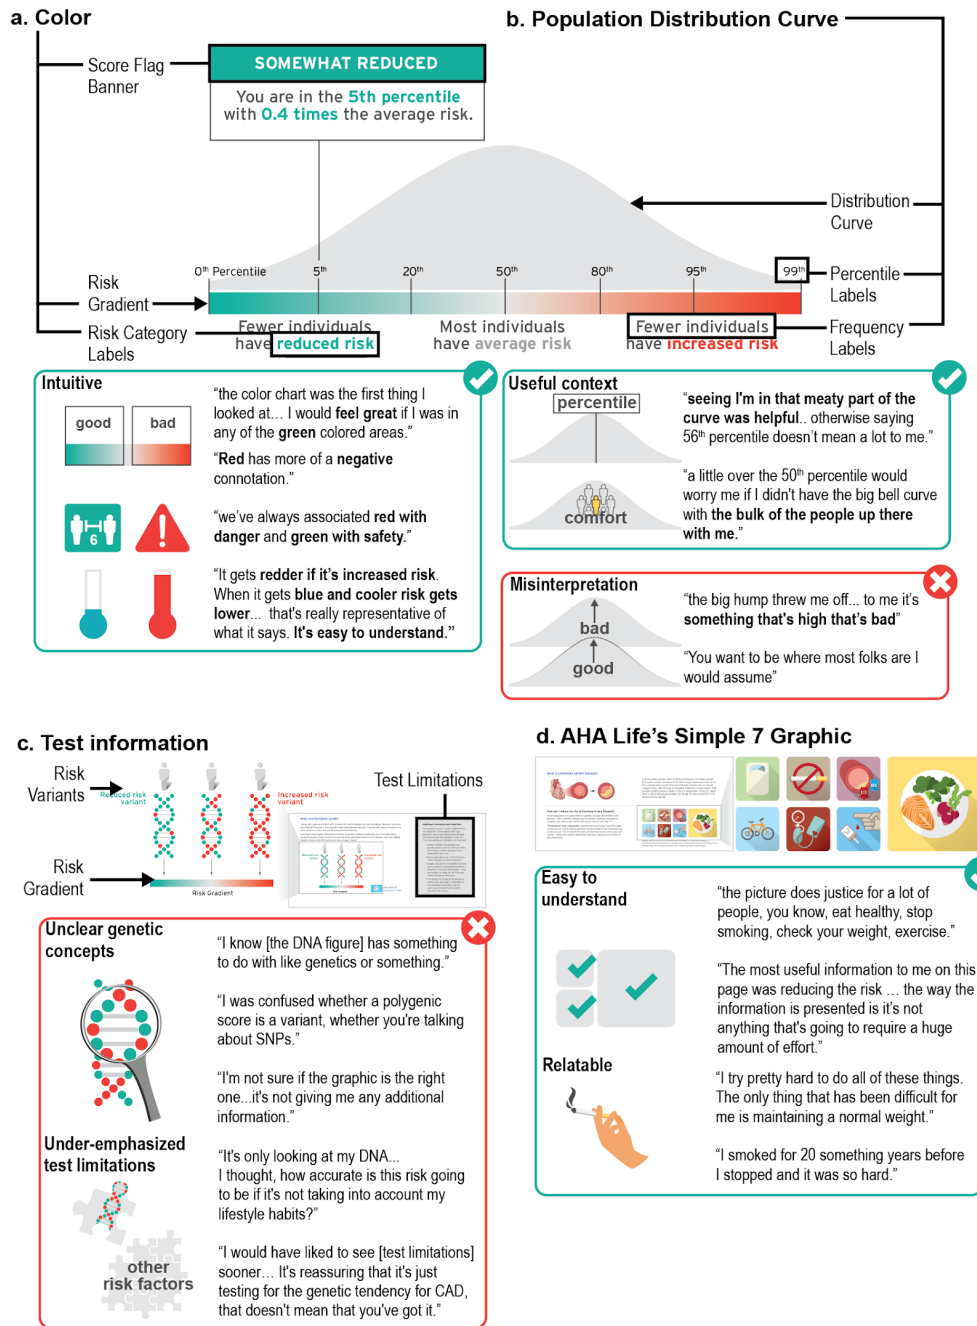 a. Color
b. Population Distribution Curve
Score Flag
Banner
SOMEWHAT REDUCED
You are in the 5th percentile
with 0.4 times the average risk.
Distribution
Curve
Risk
Gradient
0th Percentile
5th
20th
50th
80th
95th
99th
Percentile
Labels
Risk Category
Labels
Fewer individuals
have reduced risk
Most individuals
have average risk
Fewer individuals
have increased risk
Frequency
Labels
Intuitive
good
bad
“the color chart was the first thing I
looked at… I would feel great if I was in
any of the green colored areas.”
“Red has more of a negative
connotation.”
6
“we’ve always associated red with
danger and green with safety.”
“It gets redder if it’s increased risk.
When it gets blue and cooler risk gets
lower… that's really representative of
what it says. It's easy to understand.”
Useful context
percentile
“seeing I'm in that meaty part of the
curve was helpful.. otherwise saying
56th percentile doesn’t mean a lot to me.”
comfort
“a little over the 50th percentile would
worry me if I didn't have the big bell curve
with the bulk of the people up there
with me.”
Misinterpretation
bad
good
“the big hump threw me off... to me it’s
something that's high that’s bad”
“You want to be where most folks are I
would assume”
c. Test information
Risk
Variants
Reduced risk
variant
Increased risk
variant
Test Limitations
Risk
Gradient
Risk Gradient
Unclear genetic
concepts
“I know [the DNA figure] has something
to do with like genetics or something.”
“I was confused whether a polygenic
score is a variant, whether you're talking
about SNPs.”
“I'm not sure if the graphic is the right
one...it's not giving me any additional
information.”
Under-emphasized
test limitations
other
risk factors
“It's only looking at my DNA...
I thought, how accurate is this risk going
to be if it's not taking into account my
lifestyle habits?”
“I would have liked to see [test limitations]
sooner… It's reassuring that it's just
testing for the genetic tendency for CAD,
that doesn't mean that you've got it.”
d. AHA Life’s Simple 7 Graphic
Easy to
understand
“the picture does justice for a lot of
people, you know, eat healthy, stop
smoking, check your weight, exercise.”
“The most useful information to me on this
page was reducing the risk … the way the
information is presented is it’s not
anything that's going to require a huge
amount of effort.”
Relatable
“I try pretty hard to do all of these things.
The only thing that has been difficult for
me is maintaining a normal weight.”
“I smoked for 20 something years before
I stopped and it was so hard.”